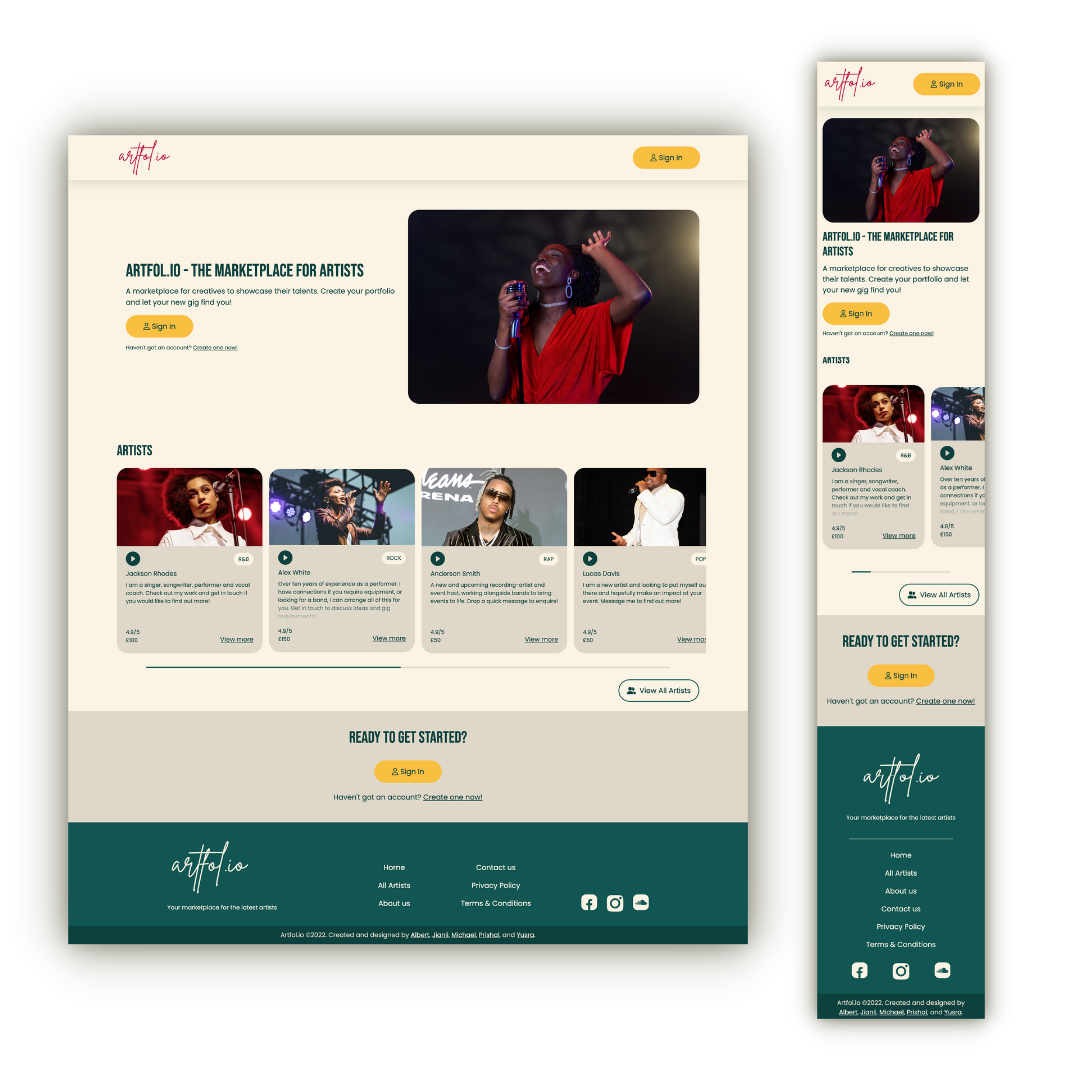 artfol.io
Sign In
ARTFOL.IO - THE MARKETPLACE FOR ARTISTS
A marketplace for creatives to showcase their talents. Create your portfolio
and let your new gig find you!
Sign In
Haven't got an account? Create one now!
ARTISTS
R&B
Jackson Rhodes
I am a singer, songwriter, performer and vocal
coach. Check out my work and get in touch if
you would like to find out more!
4.9/5
£100
View more
ROCK
Alex White
Over ten years of experience as a performer. I
have connections if you require equipment, or
looking for a band, I can arrange all of this for
you. Get in touch to discuss ideas and gig
requirements!
4.9/5
£150
View more
eans
RENA
RAP
Anderson Smith
A new and upcoming recording-artist and
event host, working alongside bands to bring
events to life. Drop a quick message to enquire!
4.9/5
£50
View more
POP
Lucas Davis
I am a new artist and looking to put myself ou
there and hopefully make an impact at your
event. Message me to find out more!
4.9/5
£50
View mor
View All Artists
READY TO GET STARTED?
Sign In
Haven't got an account? Create one now!
artfol.io
Your marketplace for the latest artists
Home
All Artists
About us
Contact us
Privacy Policy
Terms & Conditions
Artfol.io ©2022. Created and designed by Albert, Jianli, Michael, Prishal, and Yusra.
artfol.io
Sign In
ARTFOL.IO - THE MARKETPLACE FOR
ARTISTS
A marketplace for creatives to showcase
their talents. Create your portfolio and let
your new gig find you!
Sign In
Haven't got an account? Create one now!
ARTISTS
R&B
Jackson Rhodes
I am a singer, songwriter,
performer and vocal coach.
Check out my work and get in
touch if you would like to find
out more!
4.9/5
£100
View more
Alex White
Over ten years of
as a performer. I
connections if yo
equipment, or loo
band, I can arran
4.9/5
£150
View All Artists
READY TO GET STARTED?
Sign In
Haven't got an account? Create one now!
artfol.io
Your marketplace for the latest artists
Home
All Artists
About us
Contact us
Privacy Policy
Terms & Conditions
Artfol.io ©2022. Created and designed by
Albert, Jianli, Michael, Prishal, and Yusra.